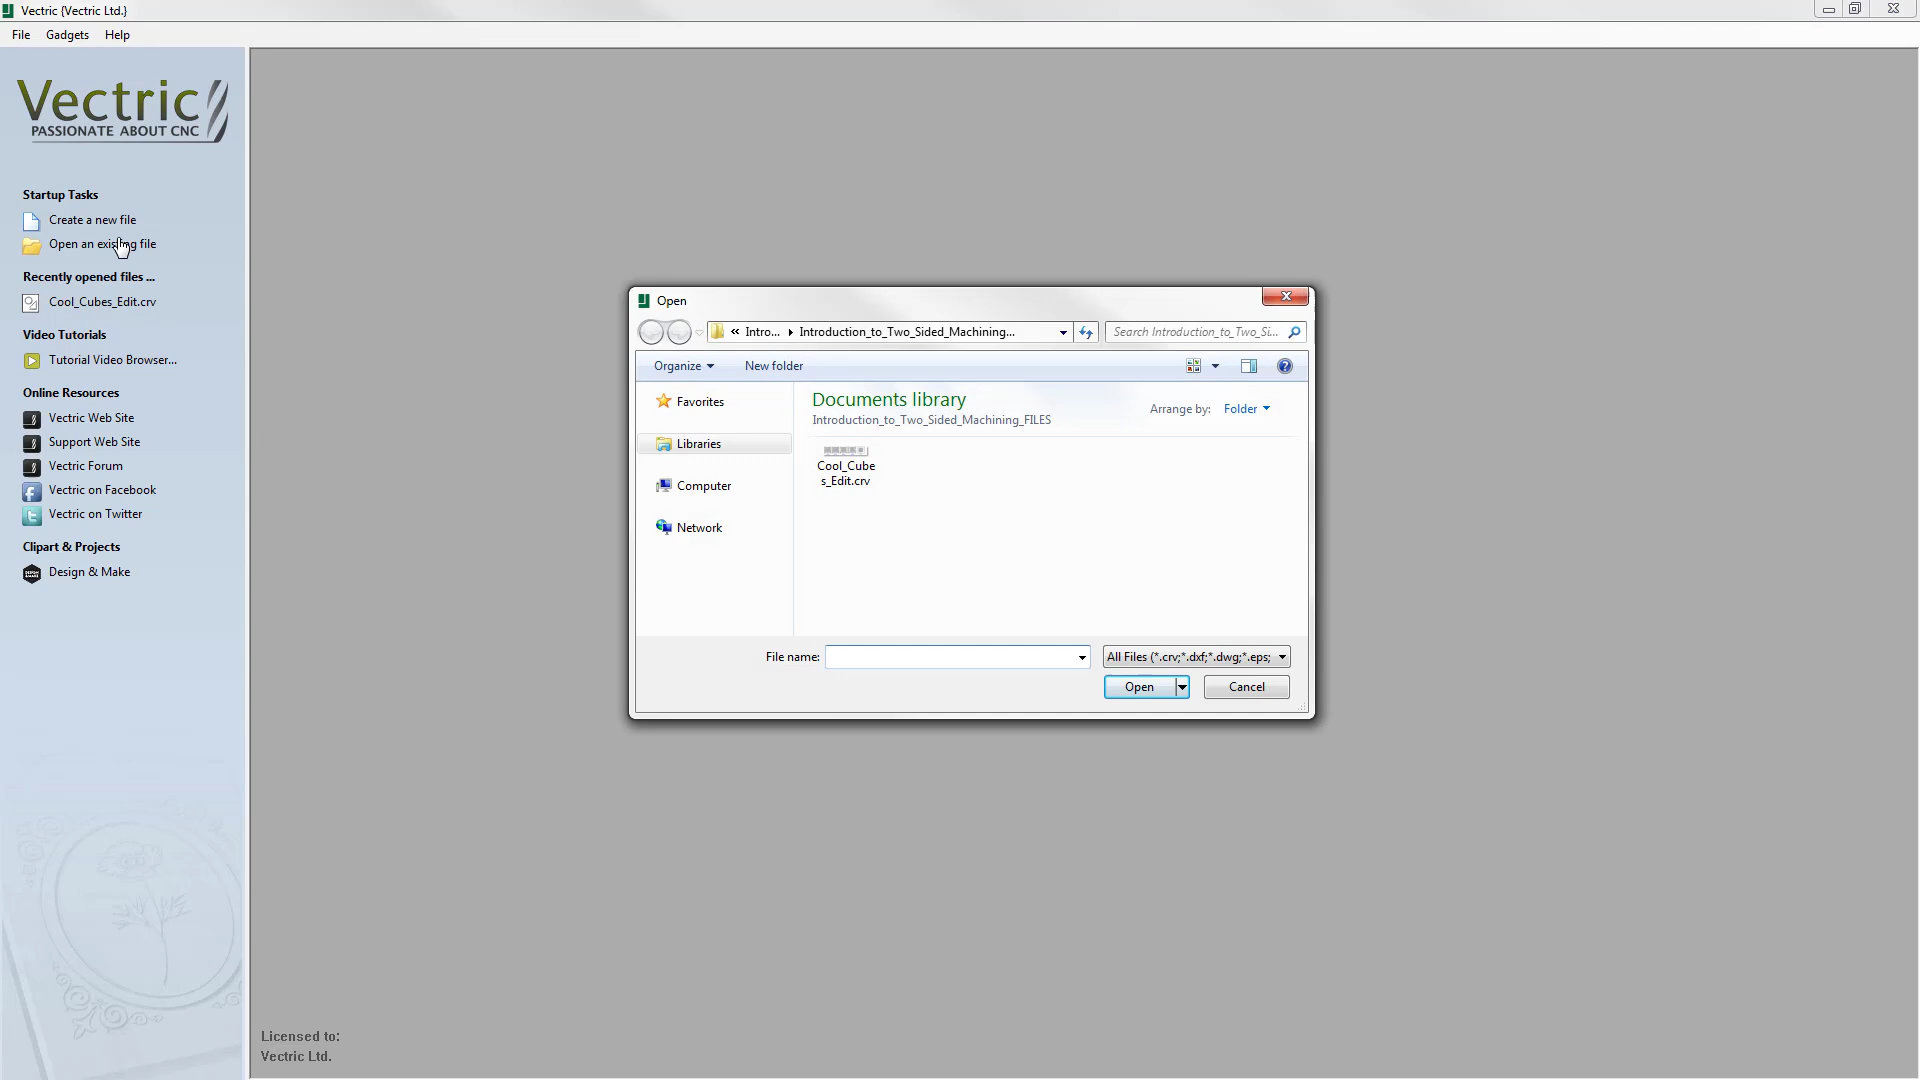 Vectric {Vectric Ltd.}
File Gadgets Help
Vectric
PASSIONATE ABOUT CNC
Startup Tasks
Create a new file
Open an existing file
Recently opened files ...
Cool_Cubes_Edit.crv
Video Tutorials
Tutorial Video Browser...
Online Resources
Vectric Web Site
Support Web Site
Vectric Forum
Vectric on Facebook
Vectric on Twitter
Clipart & Projects
Design & Make
Open
« Intro... Introduction_to_Two_Sided_Machining... Search Introduction_to_Two_Si...
Organize New folder
Favorites
Libraries
Computer
Network
Documents library
Introduction_to_Two_Sided_Machining_FILES
Arrange by: Folder
Cool_Cube
s_Edit.crv
File name: All Files (*.crv;*.dxf;*.dwg;*.eps;
Open Cancel
Licensed to:
Vectric Ltd.